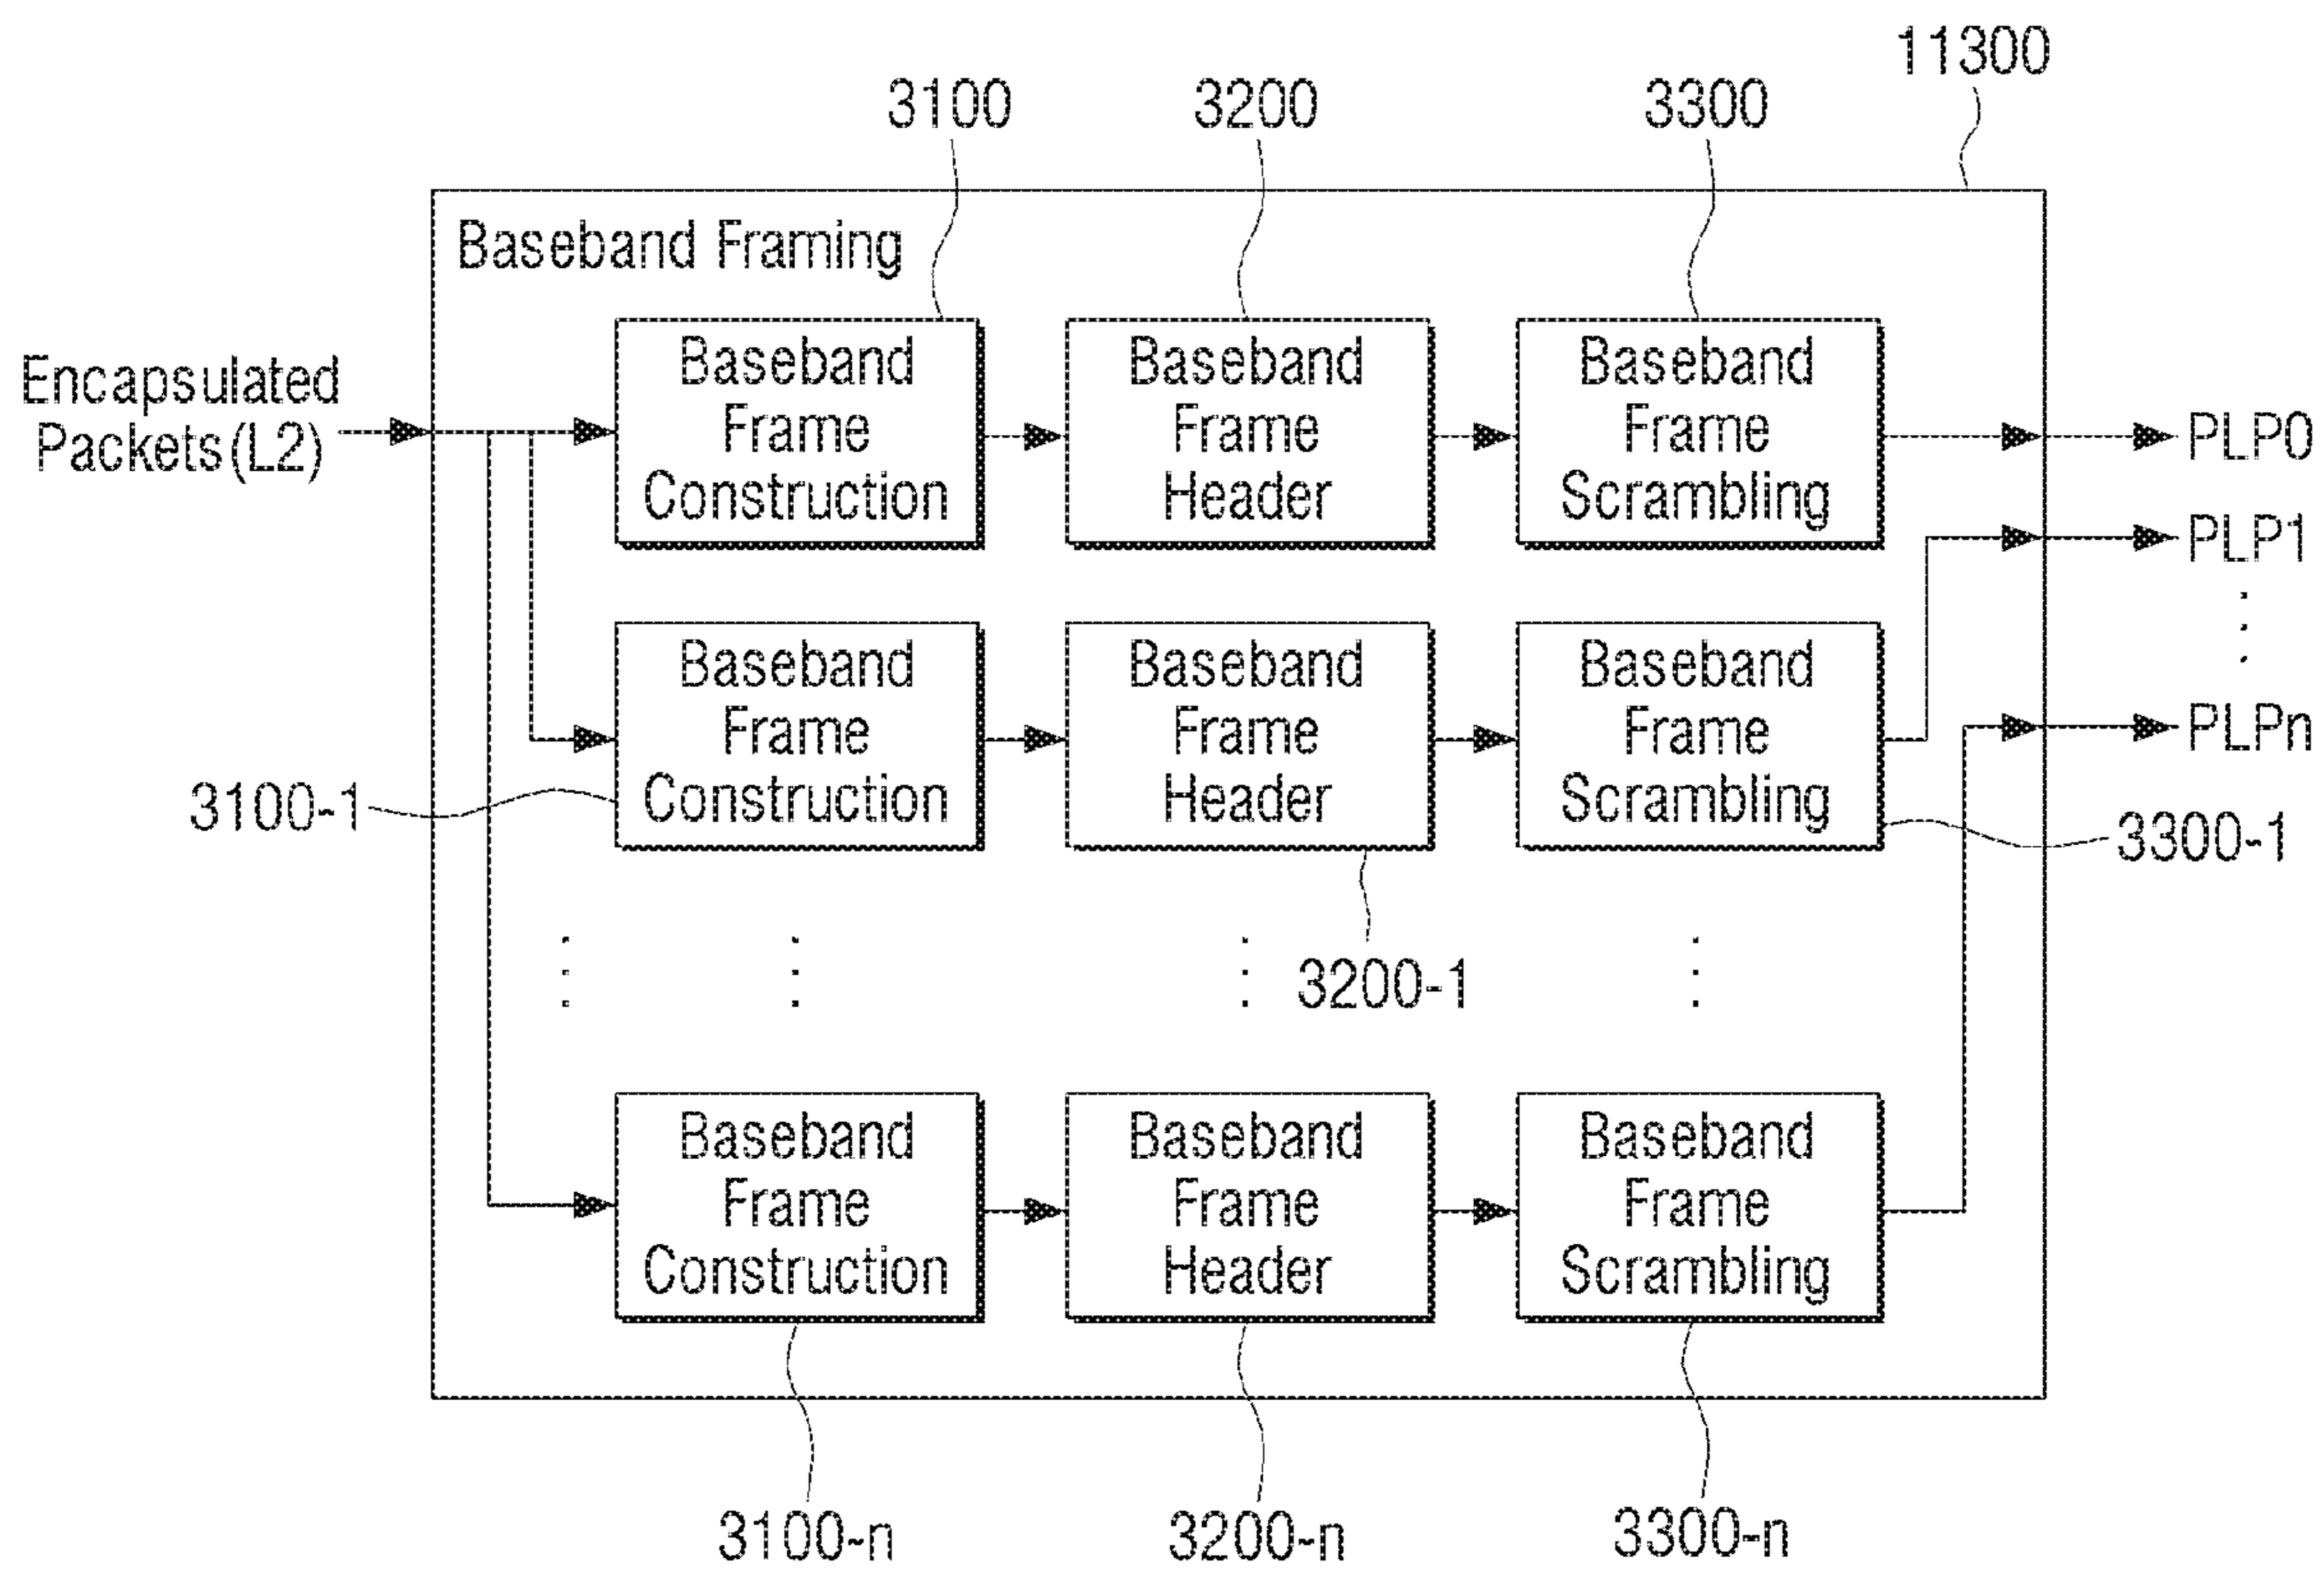 11300
3100
3200
3300
Baseband Framing
Encapsulated
Packets(L2)
Baseband
Frame
Construction
Baseband
Frame
Header
Baseband
Frame
Scrambling
PLP0
PLP1
PLPn
Baseband
Frame
Construction
Baseband
Frame
Header
Baseband
Frame
Scrambling
3100-1
3300-1
3200-1
Baseband
Frame
Construction
Baseband
Frame
Header
Baseband
Frame
Scrambling
3100-n
3200-n
3300-n